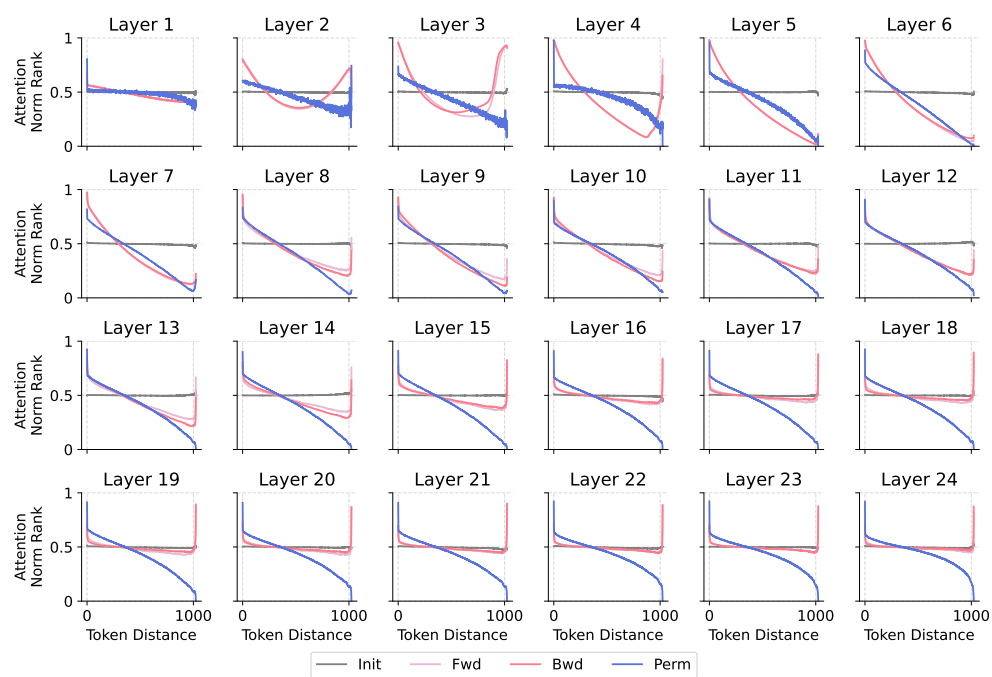 Layer 1 Layer 2 Layer 3 Layer 4 Layer 5 Layer 6
Attention
Norm Rank
1
0.5
0
Layer 7 Layer 8 Layer 9 Layer 10 Layer 11 Layer 12
Attention
Norm Rank
1
0.5
0
Layer 13 Layer 14 Layer 15 Layer 16 Layer 17 Layer 18
Attention
Norm Rank
1
0.5
0
Layer 19 Layer 20 Layer 21 Layer 22 Layer 23 Layer 24
Attention
Norm Rank
1
0.5
0
0 1000 0 1000 0 1000 0 1000 0 1000 0 1000
Token Distance Token Distance Token Distance Token Distance Token Distance Token Distance
Init Fwd Bwd Perm